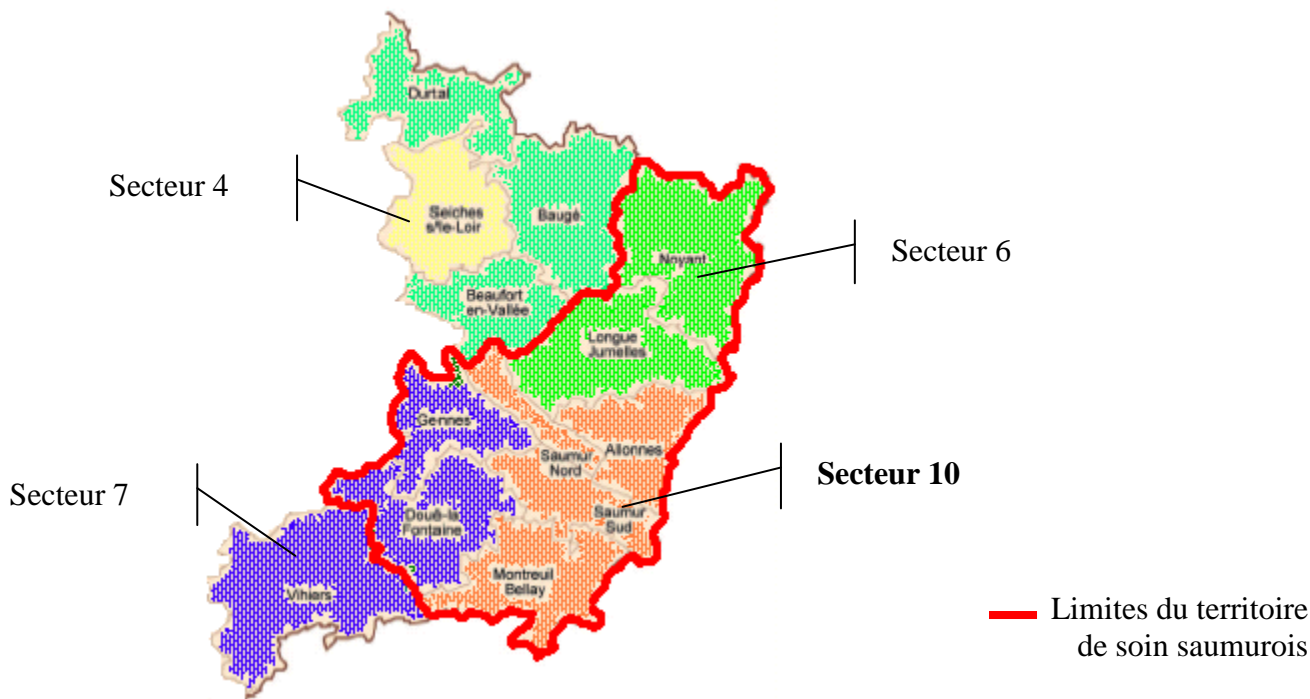 Durtal
Secteur 4
Seiches
s/le-Loir
Baugé
Secteur 6
Noyant
Beaufort
en-Vallée
Longue
Jumelles
Gennes
Allonnes
Saumur
Nord
Secteur 10
Secteur 7
Doué-la
Fontaine
Saumur
Sud
Montreuil
Bellay
Vihiers
Limites du territoire
de soin saumurois